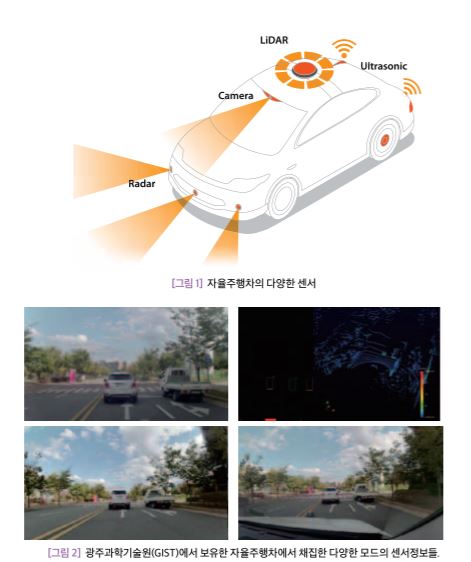 LiDAR
Ultrasonic
Camera
Radar
[그림 1] 자율주행차의 다양한 센서
[그림 2] 광주과학기술원(GIST)에서 보유한 자율주행차에서 채집한 다양한 모드의 센서정보들.